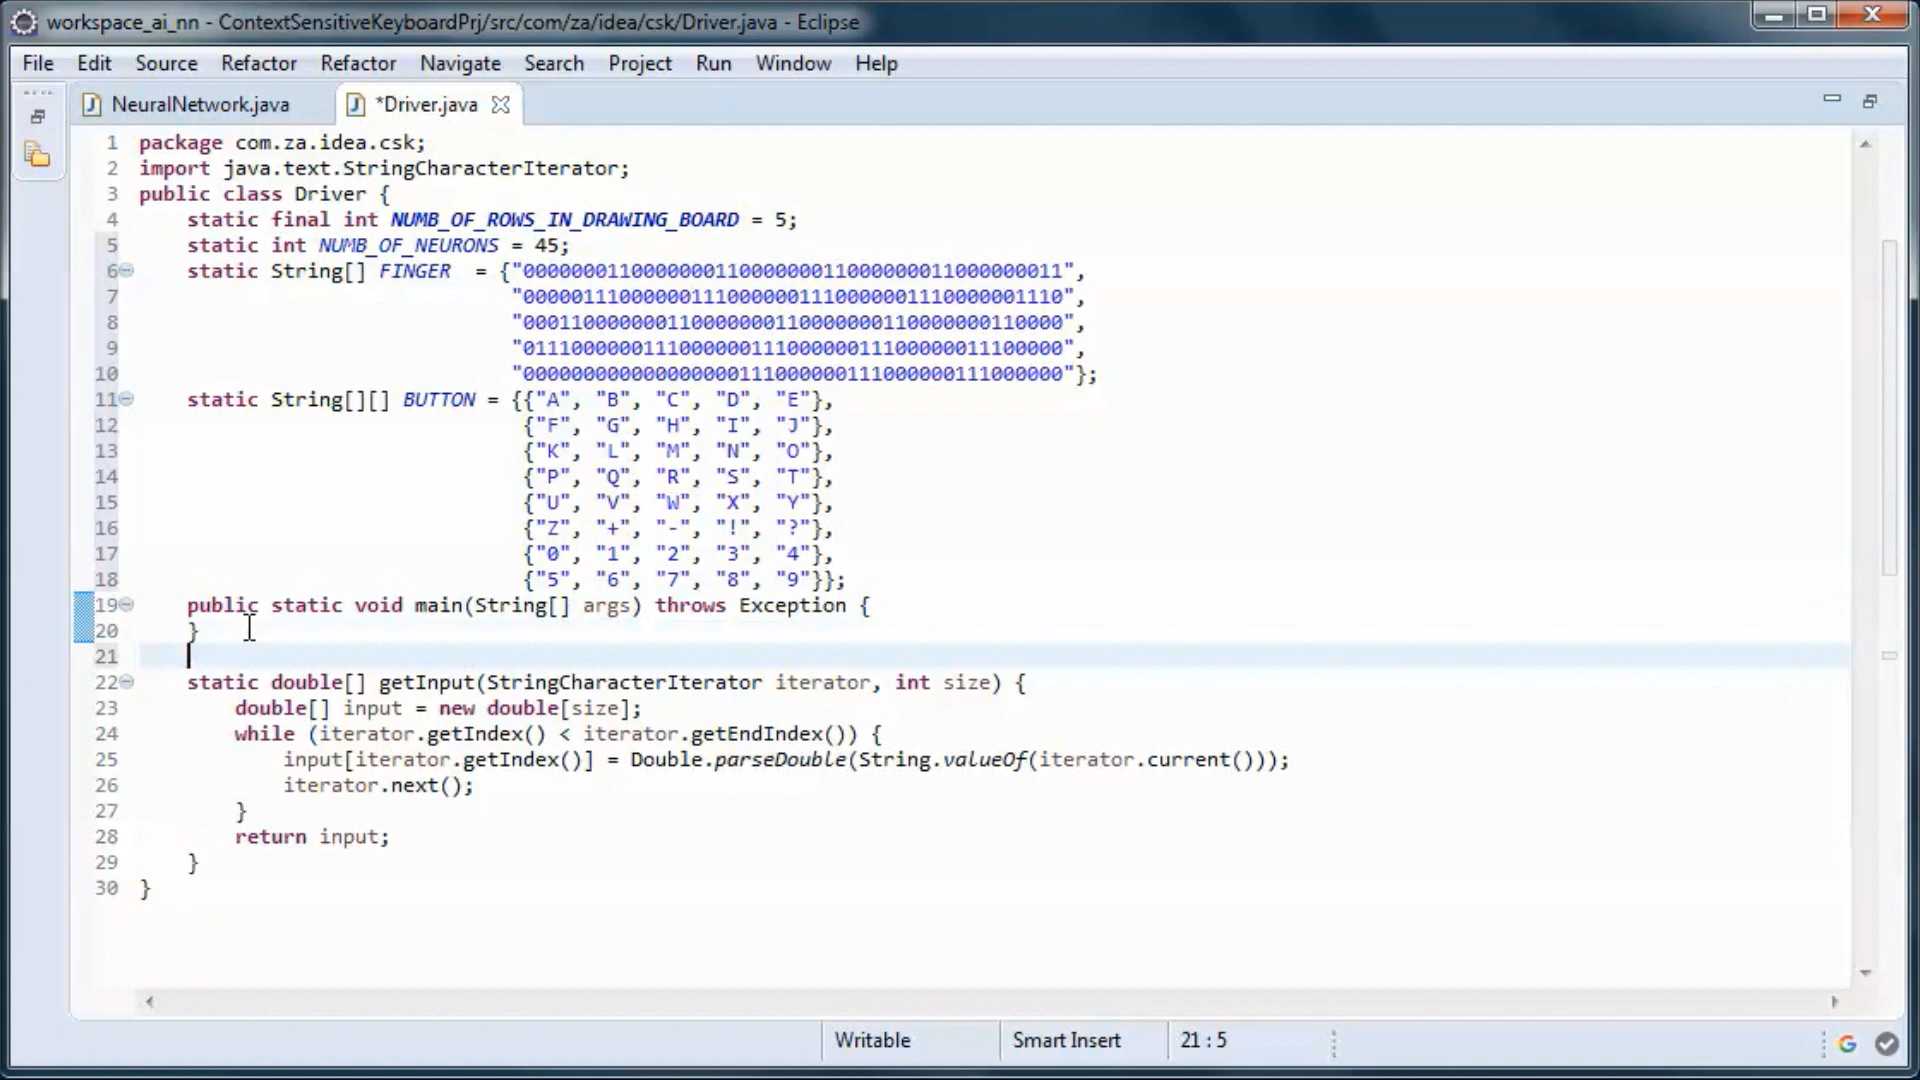 workspace_ai_nn - ContextSensitiveKeyboardPrj/src/com/za/idea/csk/Driver.java - Eclipse
File Edit Source Refactor Refactor Navigate Search Project Run Window Help
NeuralNetwork.java *Driver.java
1 package com.za.idea.csk;
2 import java.text.StringCharacterIterator;
3 public class Driver {
4 static final int NUMB_OF_ROWS_IN_DRAWING_BOARD = 5;
5 static int NUMB_OF_NEURONS = 45;
6 static String[] FINGER = {"000000011000000011000000011000000011000000011",
7 "000001110000001110000001110000001110000001110",
8 "000110000000110000000110000000110000000110000",
9 "011100000011100000011100000011100000011100000",
10 "000000000000000000111000000111000000111000000"};
11 static String[][] BUTTON = {{"A", "B", "C", "D", "E"},
12 {"F", "G", "H", "I", "J"},
13 {"K", "L", "M", "N", "O"},
14 {"P", "Q", "R", "S", "T"},
15 {"U", "V", "W", "X", "Y"},
16 {"Z", "+", "-", "!", "?"},
17 {"0", "1", "2", "3", "4"},
18 {"5", "6", "7", "8", "9"}};
19 public static void main(String[] args) throws Exception {
20 }
21
22 static double[] getInput(StringCharacterIterator iterator, int size) {
23 double[] input = new double[size];
24 while (iterator.getIndex() < iterator.getEndIndex()) {
25 input[iterator.getIndex()] = Double.parseDouble(String.valueOf(iterator.current()));
26 iterator.next();
27 }
28 return input;
29 }
30 }
Writable Smart Insert 21 : 5